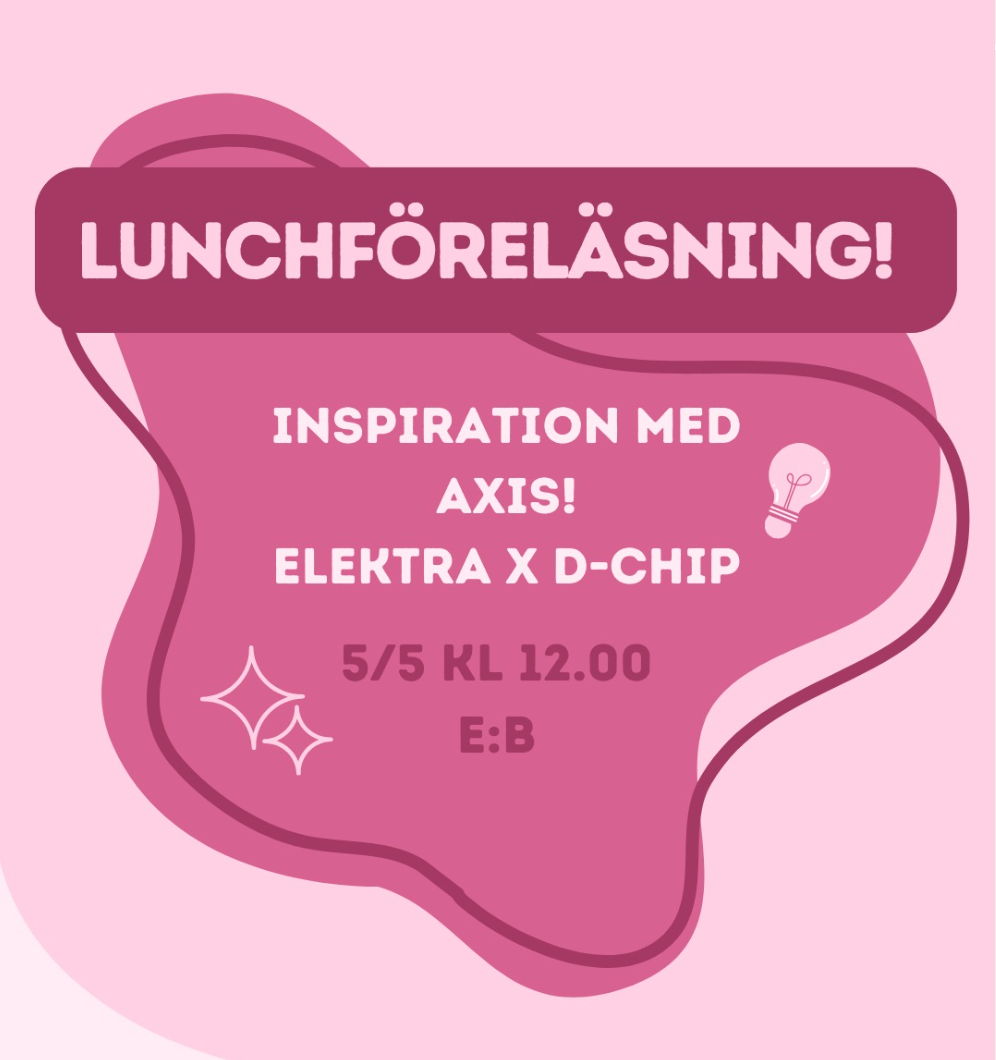 LUNCHFÖRELÄSNING!
INSPIRATION MED
AXIS!
ELEKTRA X D-CHIP
5/5 KL 12.00
E:B